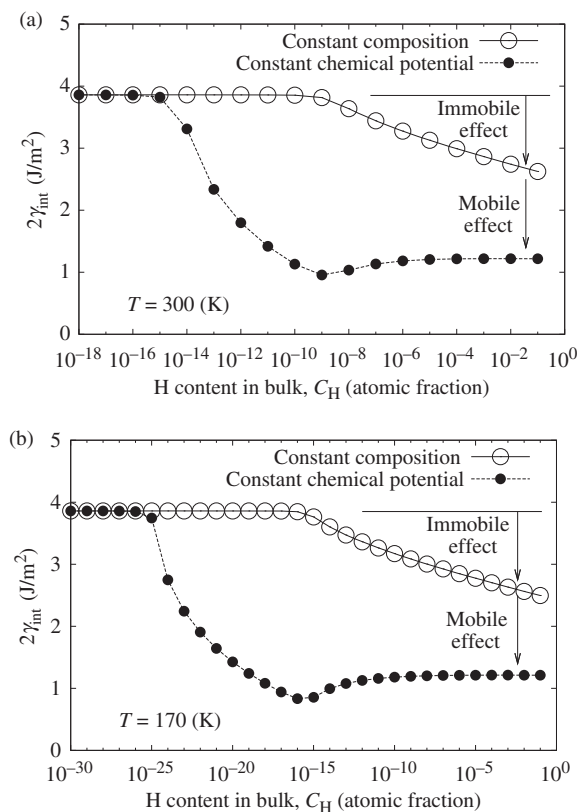 (a)
5
4
3
2
1
0
2γint (J/m²)
Constant composition
Constant chemical potential
Immobile
effect
Mobile
effect
T = 300 (K)
10⁻¹⁸ 10⁻¹⁶ 10⁻¹⁴ 10⁻¹² 10⁻¹⁰ 10⁻⁸ 10⁻⁶ 10⁻⁴ 10⁻² 10⁰
H content in bulk, C_H (atomic fraction)
(b)
5
4
3
2
1
0
2γint (J/m²)
Constant composition
Constant chemical potential
Immobile
effect
Mobile
effect
T = 170 (K)
10⁻³⁰ 10⁻²⁵ 10⁻²⁰ 10⁻¹⁵ 10⁻¹⁰ 10⁻⁵ 10⁰
H content in bulk, C_H (atomic fraction)